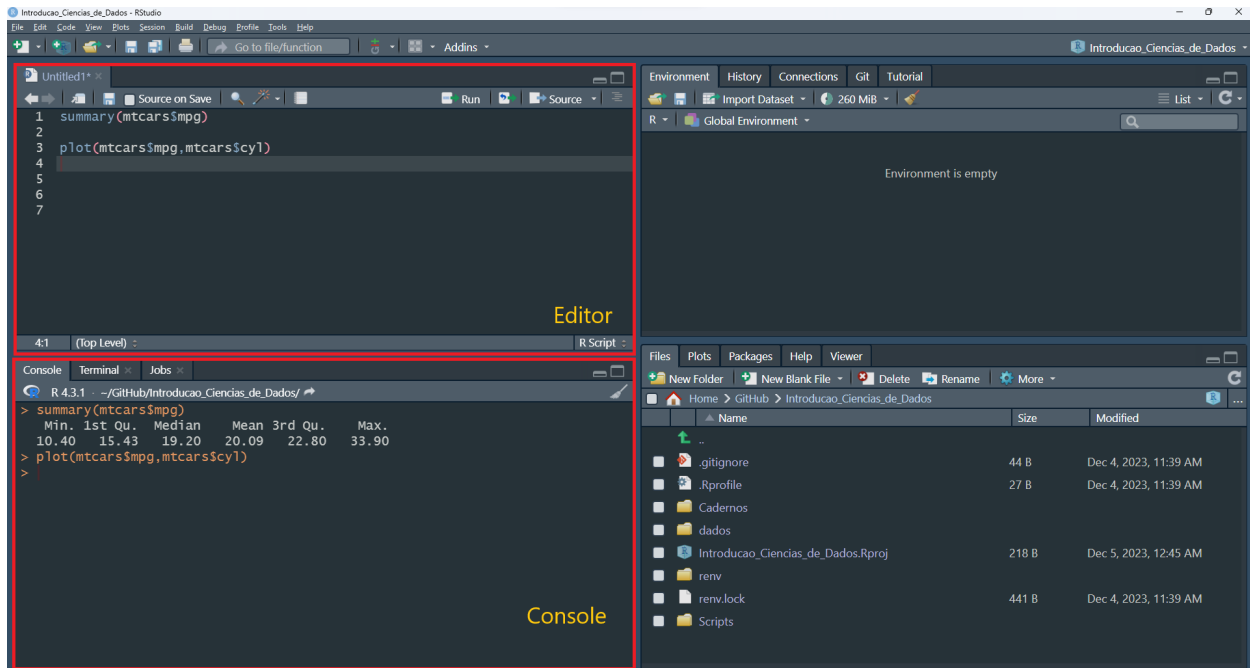 Introducao_Ciencias_de_Dados - RStudio
File Edit Code View Plots Session Build Debug Profile Tools Help
Go to file/function Addins Introducao_Ciencias_de_Dados
Untitled1*
Source on Save Run Source
1 summary(mtcars$mpg)
2
3 plot(mtcars$mpg,mtcars$cyl)
4
5
6
7
Editor
4:1 (Top Level) R Script
Console Terminal Jobs
R 4.3.1 - ~/GitHub/Introducao_Ciencias_de_Dados/
> summary(mtcars$mpg)
Min. 1st Qu. Median Mean 3rd Qu. Max.
10.40 15.43 19.20 20.09 22.80 33.90
> plot(mtcars$mpg,mtcars$cyl)
>
Console
Environment History Connections Git Tutorial
Import Dataset 260 MiB List
R Global Environment
Environment is empty
Files Plots Packages Help Viewer
New Folder New Blank File Delete Rename More
Home GitHub Introducao_Ciencias_de_Dados ...
Name Size Modified
..
.gitignore 44 B Dec 4, 2023, 11:39 AM
.Rprofile 27 B Dec 4, 2023, 11:39 AM
Cadernos
dados
Introducao_Ciencias_de_Dados.Rproj 218 B Dec 5, 2023, 12:45 AM
renv
renv.lock 441 B Dec 4, 2023, 11:39 AM
Scripts